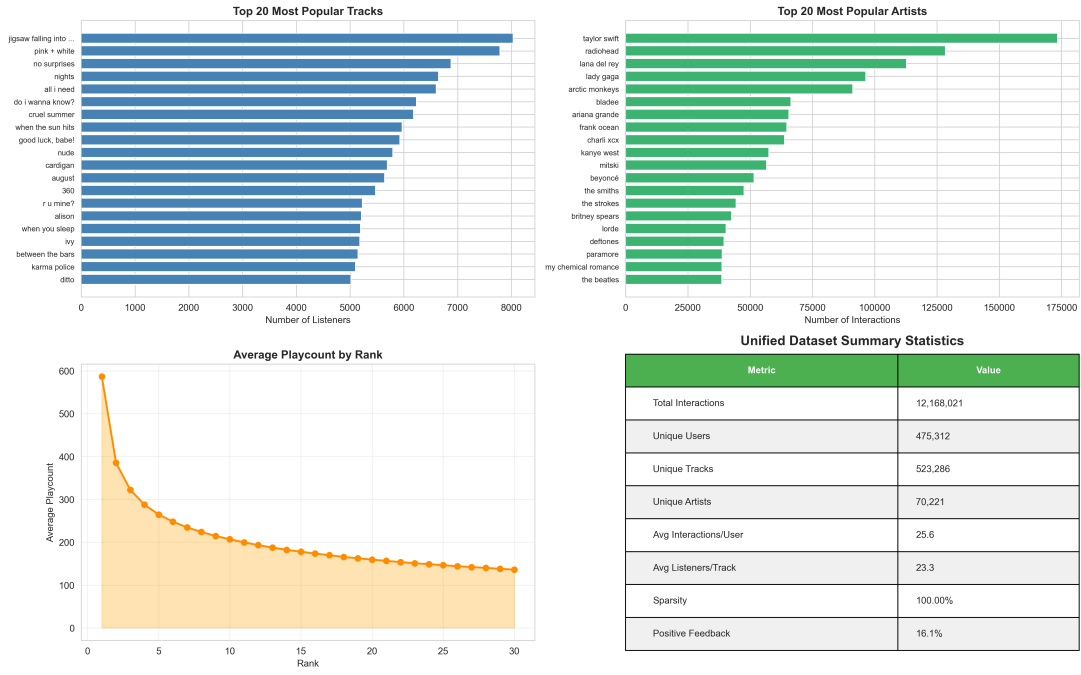 Top 20 Most Popular Tracks
jigsaw falling into ...
pink + white
no surprises
nights
all i need
do i wanna know?
cruel summer
when the sun hits
good luck, babe!
nude
cardigan
august
360
r u mine?
alison
when you sleep
ivy
between the bars
karma police
ditto
0 1000 2000 3000 4000 5000 6000 7000 8000
Number of Listeners
Top 20 Most Popular Artists
taylor swift
radiohead
lana del rey
lady gaga
arctic monkeys
bladee
ariana grande
frank ocean
charli xcx
kanye west
mitski
beyoncé
the smiths
the strokes
britney spears
lorde
deftones
paramore
my chemical romance
the beatles
0 25000 50000 75000 100000 125000 150000 175000
Number of Interactions
Average Playcount by Rank
Average Playcount
600
500
400
300
200
100
0
0 5 10 15 20 25 30
Rank
Unified Dataset Summary Statistics
Metric Value
Total Interactions 12,168,021
Unique Users 475,312
Unique Tracks 523,286
Unique Artists 70,221
Avg Interactions/User 25.6
Avg Listeners/Track 23.3
Sparsity 100.00%
Positive Feedback 16.1%